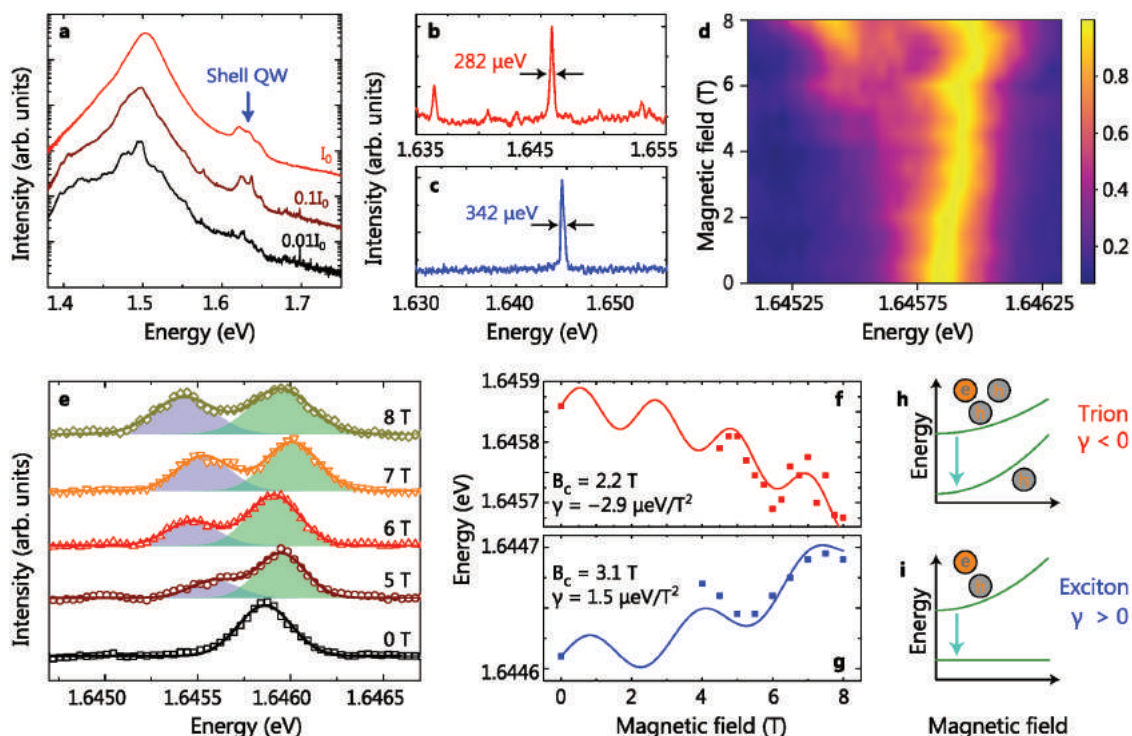 a
Shell QW
I₀
0.1I₀
0.01I₀
Intensity (arb. units)
1.4 1.5 1.6 1.7
Energy (eV)
b
282 µeV
1.635 1.645 1.655
c
342 µeV
Intensity (arb. units)
1.630 1.640 1.650
Energy (eV)
d
Magnetic field (T)
8
6
4
2
0
1.64525 1.64575 1.64625
Energy (eV)
0.8
0.6
0.4
0.2
e
8 T
7 T
6 T
5 T
0 T
Intensity (arb. units)
1.6450 1.6455 1.6460 1.6465
Energy (eV)
f
1.6459
1.6458
1.6457
B_c = 2.2 T
γ = −2.9 µeV/T²
Energy (eV)
1.6447
1.6446
B_c = 3.1 T
γ = 1.5 µeV/T²
g
0 2 4 6 8
Magnetic field (T)
h
e
Energy
Trion
γ < 0
i
e
Energy
Exciton
γ > 0
Magnetic field